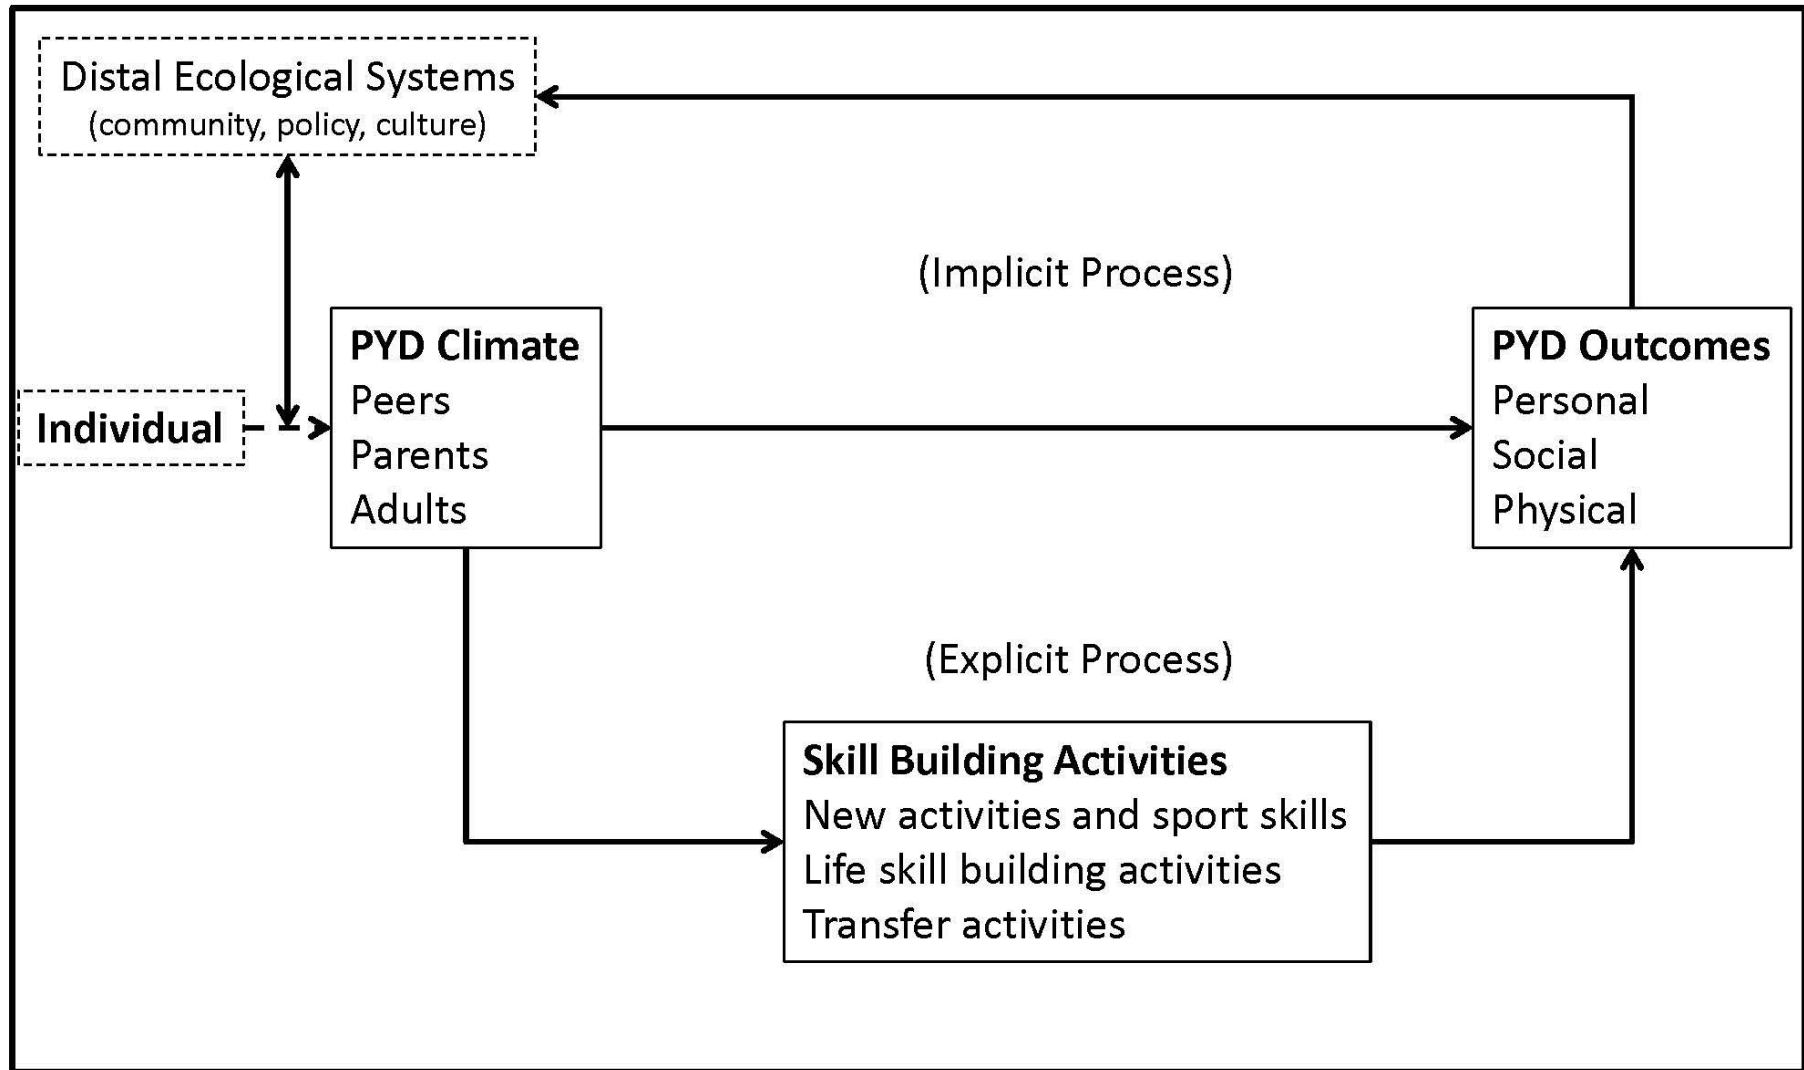 Distal Ecological Systems
(community, policy, culture)
(Implicit Process)
PYD Climate
Peers
Parents
Adults
Individual
PYD Outcomes
Personal
Social
Physical
(Explicit Process)
Skill Building Activities
New activities and sport skills
Life skill building activities
Transfer activities